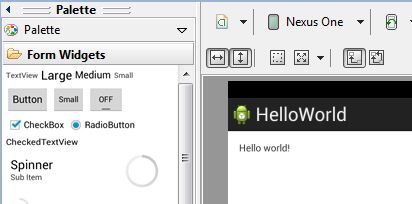 Palette
Palette
Form Widgets
TextView Large Medium Small
Button Small OFF
CheckBox RadioButton
CheckedTextView
Spinner
Sub Item
Nexus One
HelloWorld
Hello world!